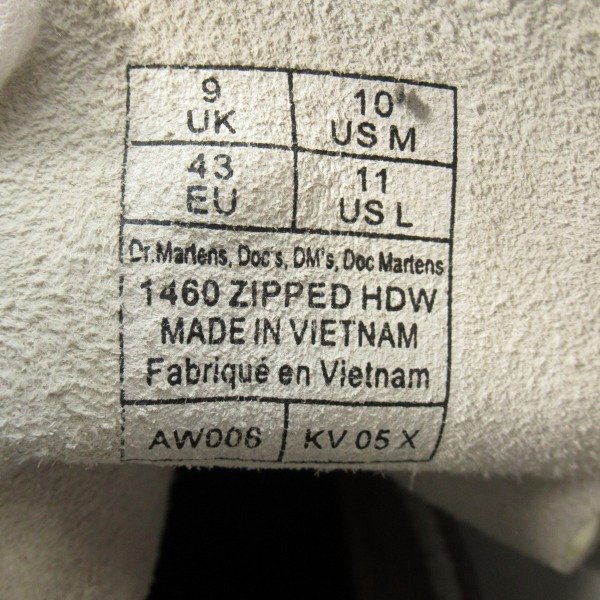 9 UK 10 US M
43 EU 11 US L
Dr.Martens, Doc's, DM's, Doc Martens
1460 ZIPPED HDW
MADE IN VIETNAM
Fabriqué en Vietnam
AW006 KV 05 X